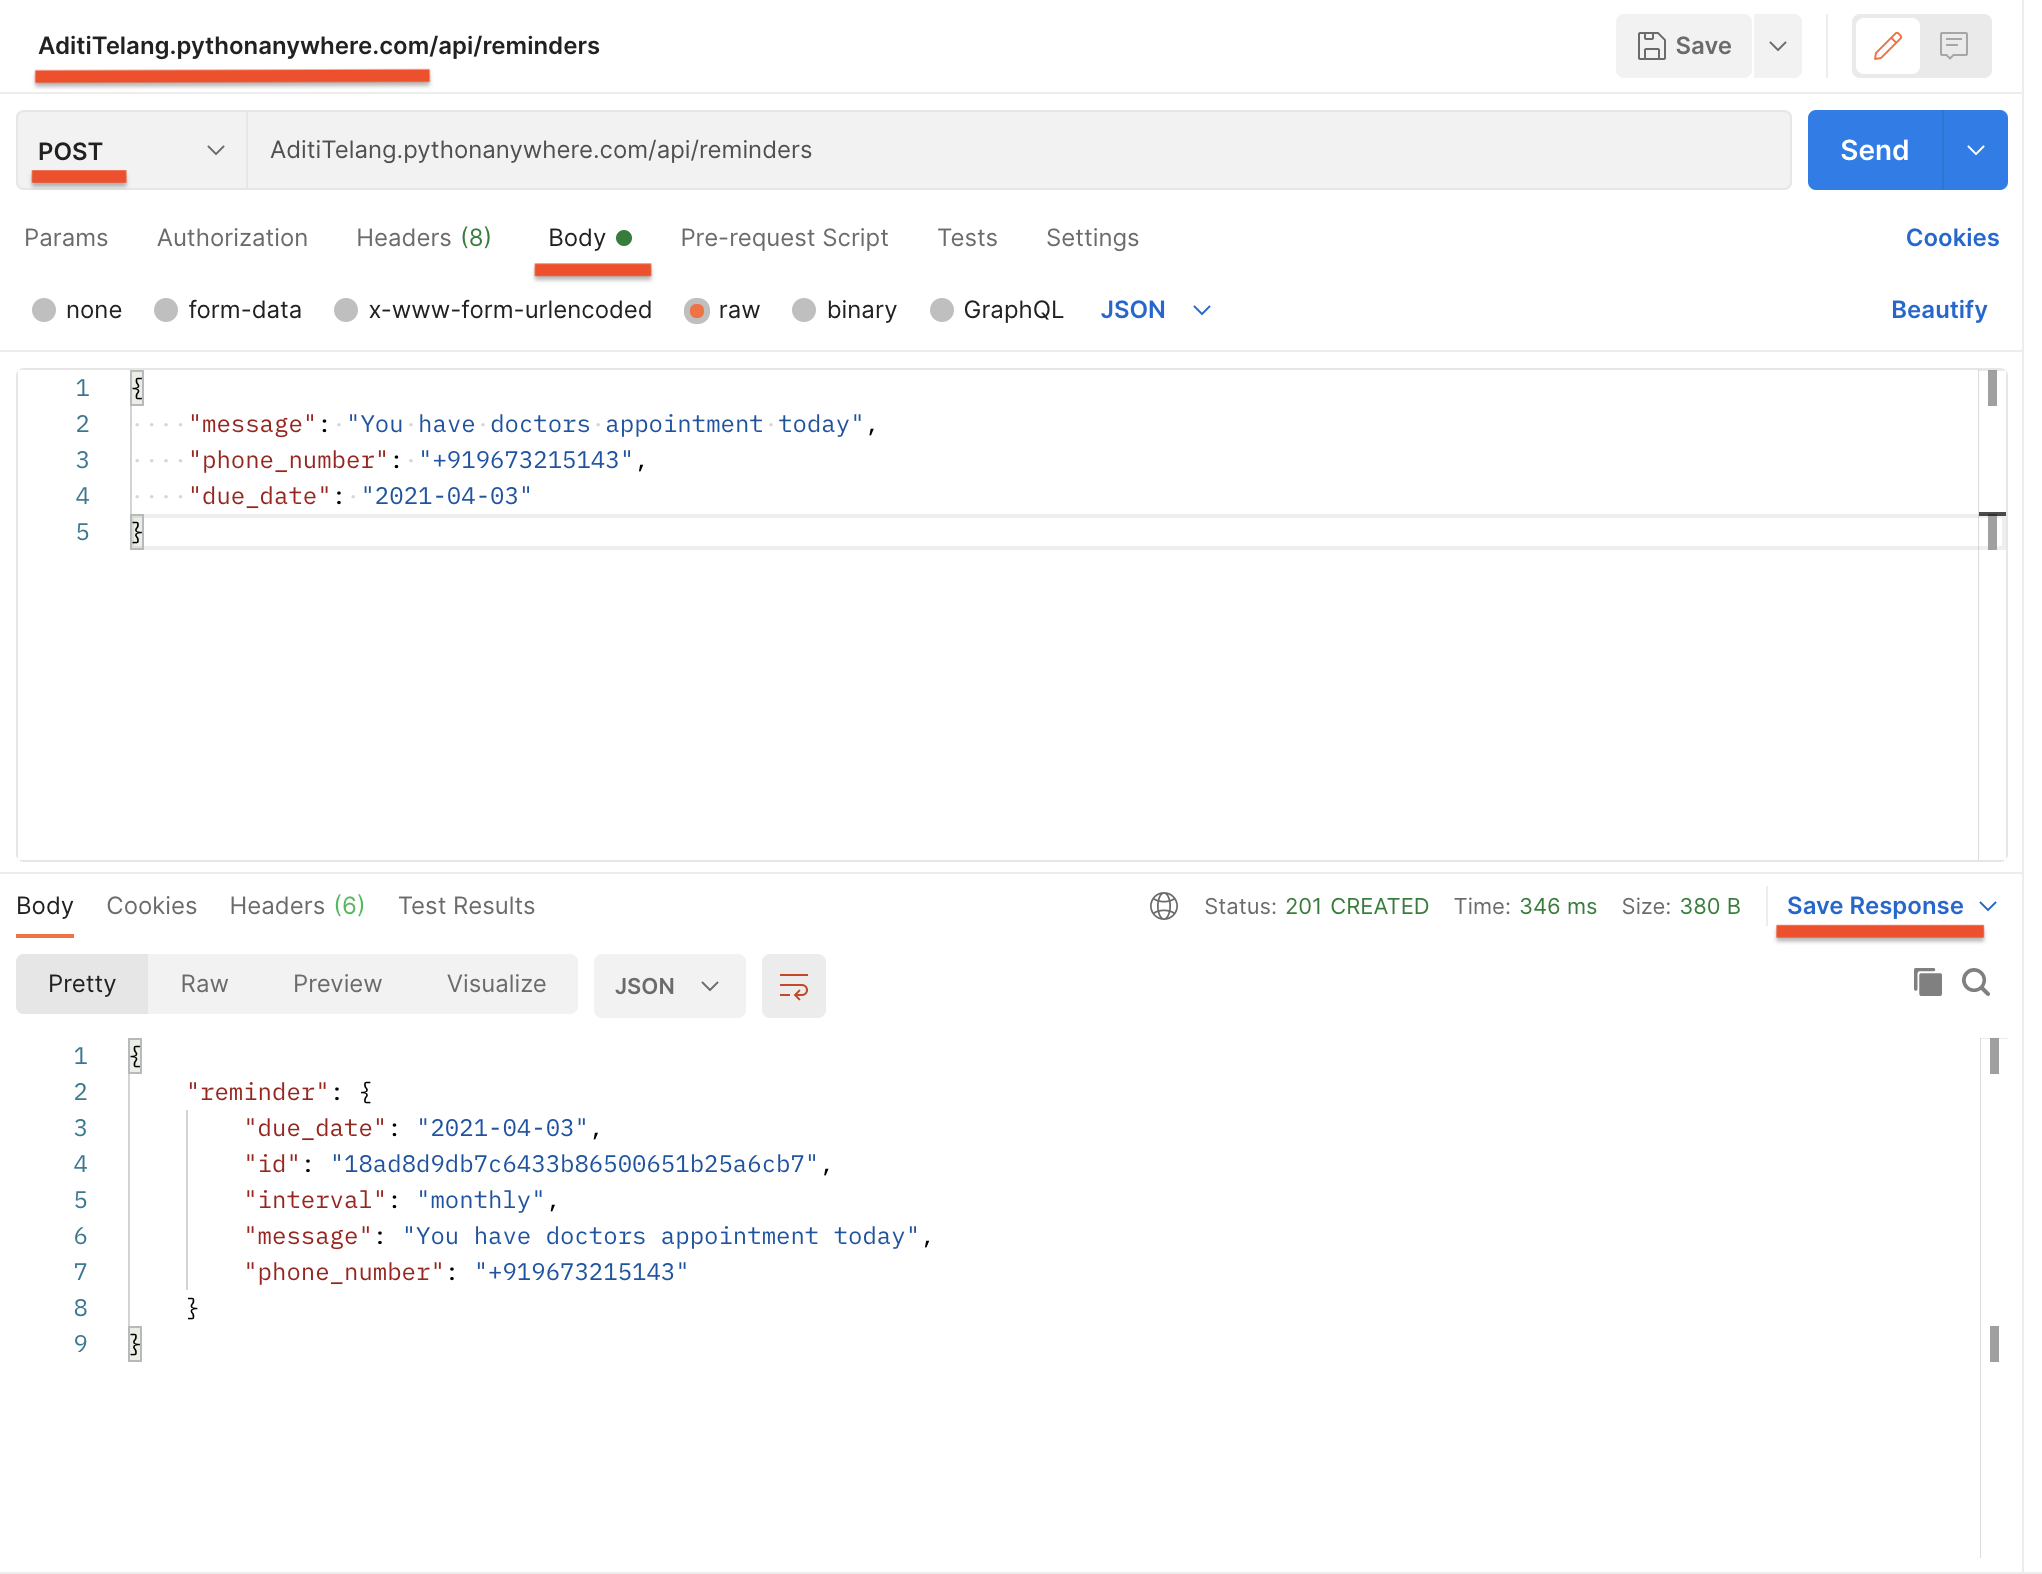 AditiTelang.pythonanywhere.com/api/reminders
Save
POST
AditiTelang.pythonanywhere.com/api/reminders
Send
Params Authorization Headers (8) Body Pre-request Script Tests Settings Cookies
none form-data x-www-form-urlencoded raw binary GraphQL JSON Beautify
1 {
2 "message": "You have doctors appointment today",
3 "phone_number": "+919673215143",
4 "due_date": "2021-04-03"
5 }
Body Cookies Headers (6) Test Results Status: 201 CREATED Time: 346 ms Size: 380 B Save Response
Pretty Raw Preview Visualize JSON
1 {
2 "reminder": {
3 "due_date": "2021-04-03",
4 "id": "18ad8d9db7c6433b86500651b25a6cb7",
5 "interval": "monthly",
6 "message": "You have doctors appointment today",
7 "phone_number": "+919673215143"
8 }
9 }